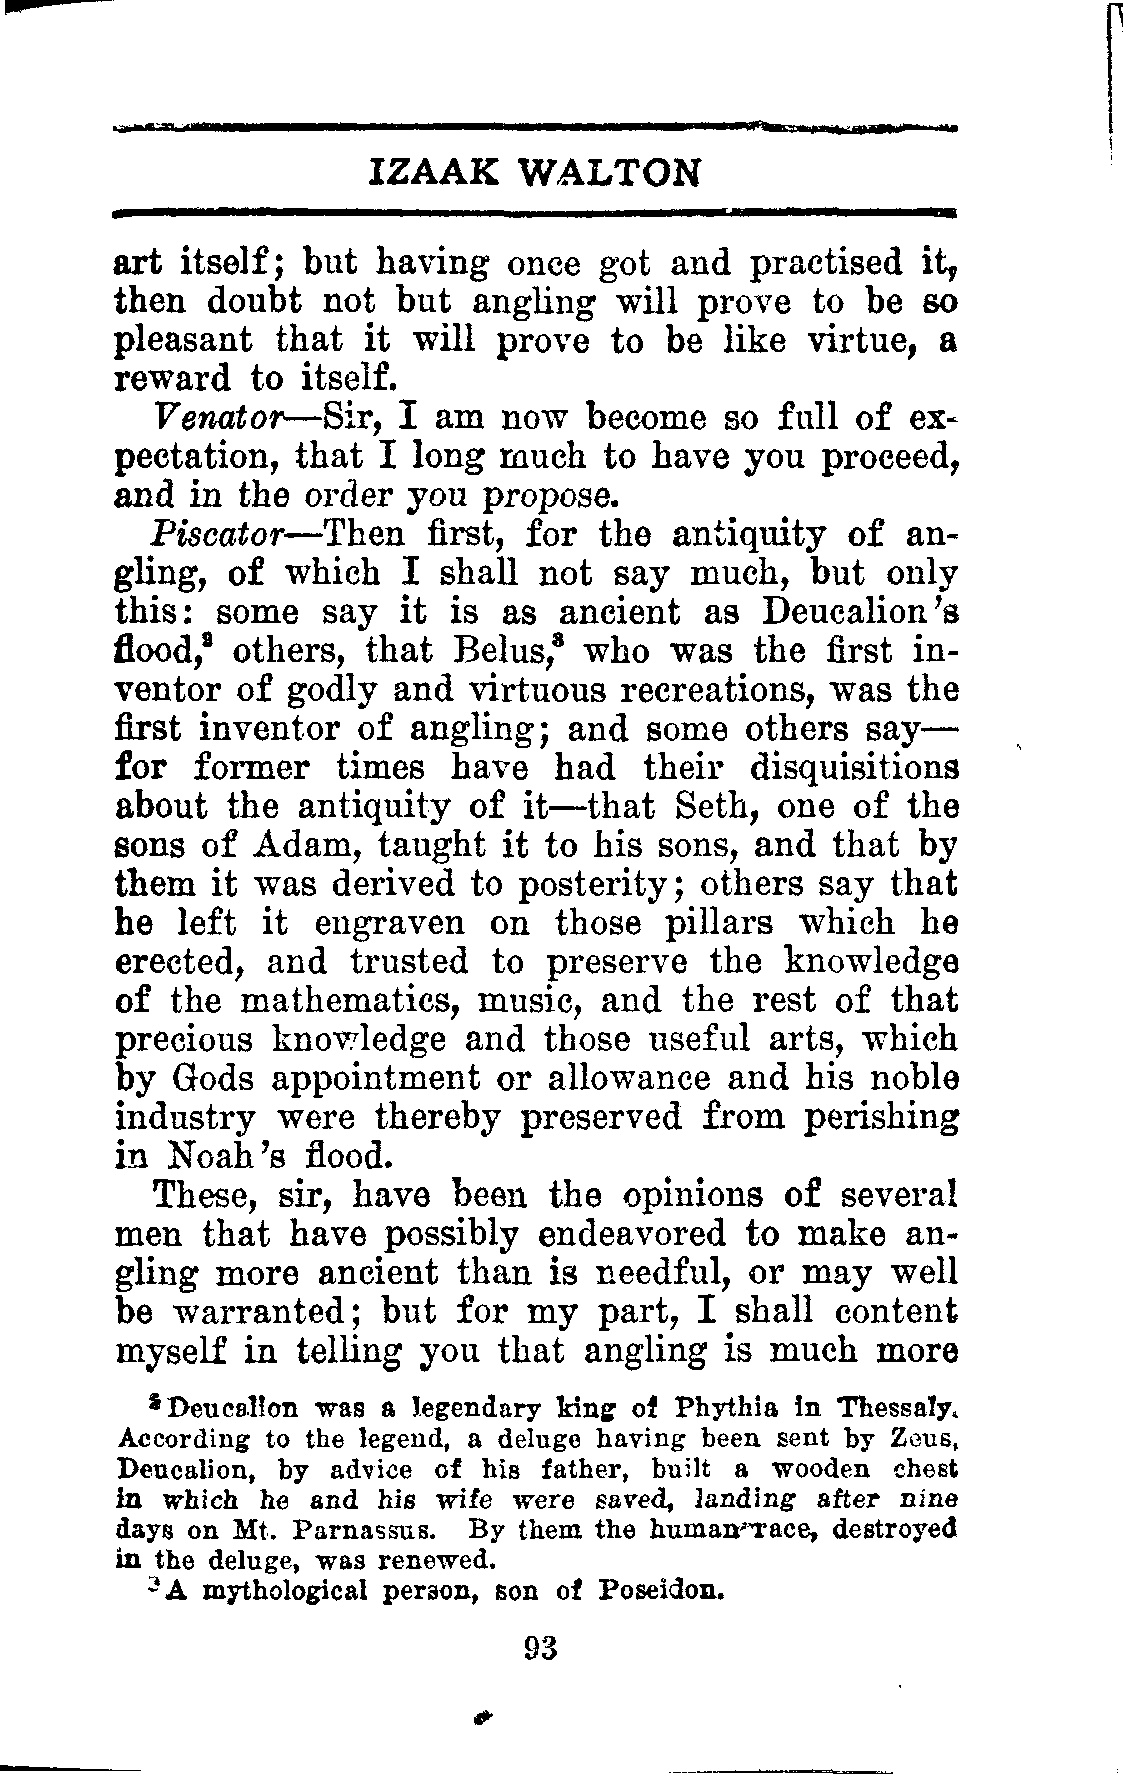 IZAAK WALTON
art itself; but having once got and practised it,
then doubt not but angling will prove to be so
pleasant that it will prove to be like virtue, a
reward to itself.
Venator—Sir, I am now become so full of ex-
pectation, that I long much to have you proceed,
and in the order you propose.
Piscator—Then first, for the antiquity of an-
gling, of which I shall not say much, but only
this: some say it is as ancient as Deucalion's
flood,² others, that Belus,³ who was the first in-
ventor of godly and virtuous recreations, was the
first inventor of angling; and some others say—
for former times have had their disquisitions
about the antiquity of it—that Seth, one of the
sons of Adam, taught it to his sons, and that by
them it was derived to posterity; others say that
he left it engraven on those pillars which he
erected, and trusted to preserve the knowledge
of the mathematics, music, and the rest of that
precious knowledge and those useful arts, which
by Gods appointment or allowance and his noble
industry were thereby preserved from perishing
in Noah's flood.
These, sir, have been the opinions of several
men that have possibly endeavored to make an-
gling more ancient than is needful, or may well
be warranted; but for my part, I shall content
myself in telling you that angling is much more
² Deucalion was a legendary king of Phythia in Thessaly.
According to the legend, a deluge having been sent by Zeus,
Deucalion, by advice of his father, built a wooden chest
in which he and his wife were saved, landing after nine
days on Mt. Parnassus. By them the human race, destroyed
in the deluge, was renewed.
³ A mythological person, son of Poseidon.
93